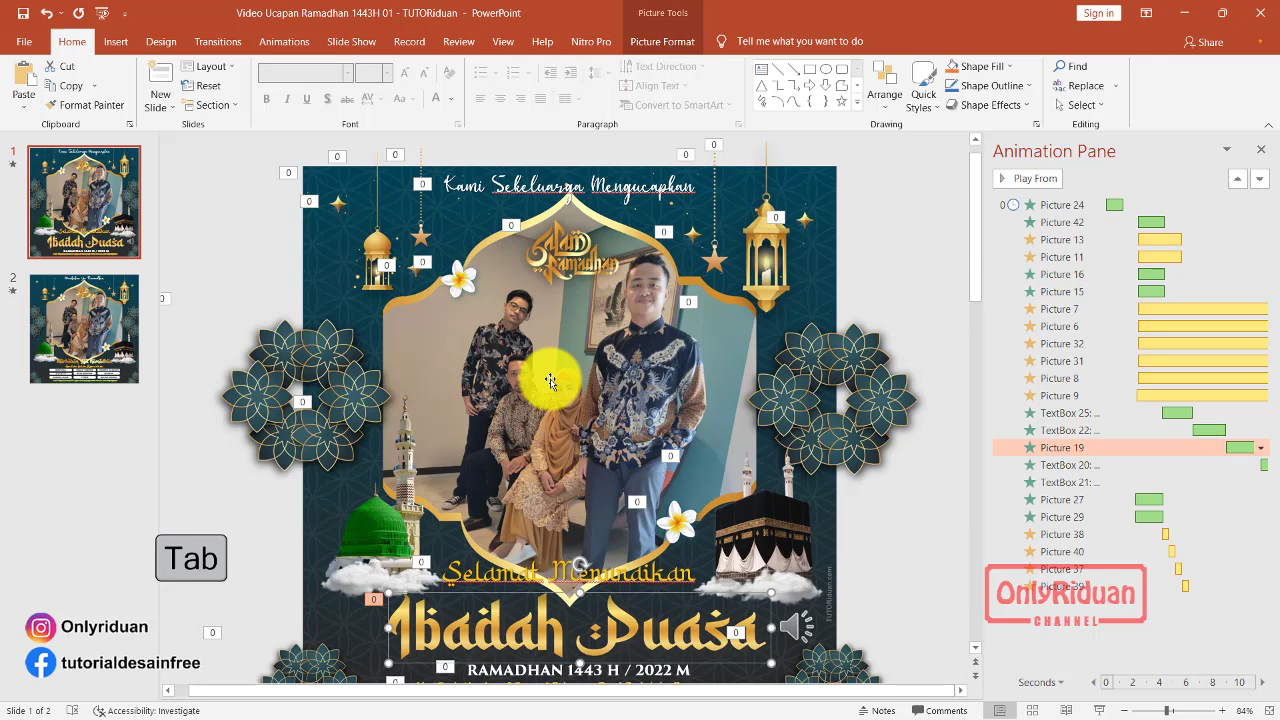 Video Ucapan Ramadhan 1443H 01 - TUTORiduan - PowerPoint
Picture Tools
Sign in
File Home Insert Design Transitions Animations Slide Show Record Review View Help Nitro Pro Picture Format Tell me what you want to do Share
Paste
Cut
Copy
Format Painter
Clipboard
New Slide
Layout
Reset
Section
Slides
Font
Text Direction
Align Text
Convert to SmartArt
Paragraph
Arrange
Quick Styles
Shape Fill
Shape Outline
Shape Effects
Drawing
Find
Replace
Select
Editing
1
2
Kami Sekeluarga Mengucapkan
Salam Ramadhan
Selamat Menunaikan
Ibadah Puasa
RAMADHAN 1443 H / 2022 M
TUTORiduan.com
Tab
Onlyriduan
tutorialdesainfree
Animation Pane
Play From
0 Picture 24
Picture 42
Picture 13
Picture 11
Picture 16
Picture 15
Picture 7
Picture 6
Picture 32
Picture 31
Picture 8
Picture 9
TextBox 25: ...
TextBox 22: ...
Picture 19
TextBox 20: ...
TextBox 21: ...
Picture 27
Picture 29
Picture 38
Picture 40
Picture 37
OnlyRiduan
CHANNEL
Seconds 0 2 4 6 8 10
Slide 1 of 2
Accessibility: Investigate
Notes
Comments
84%